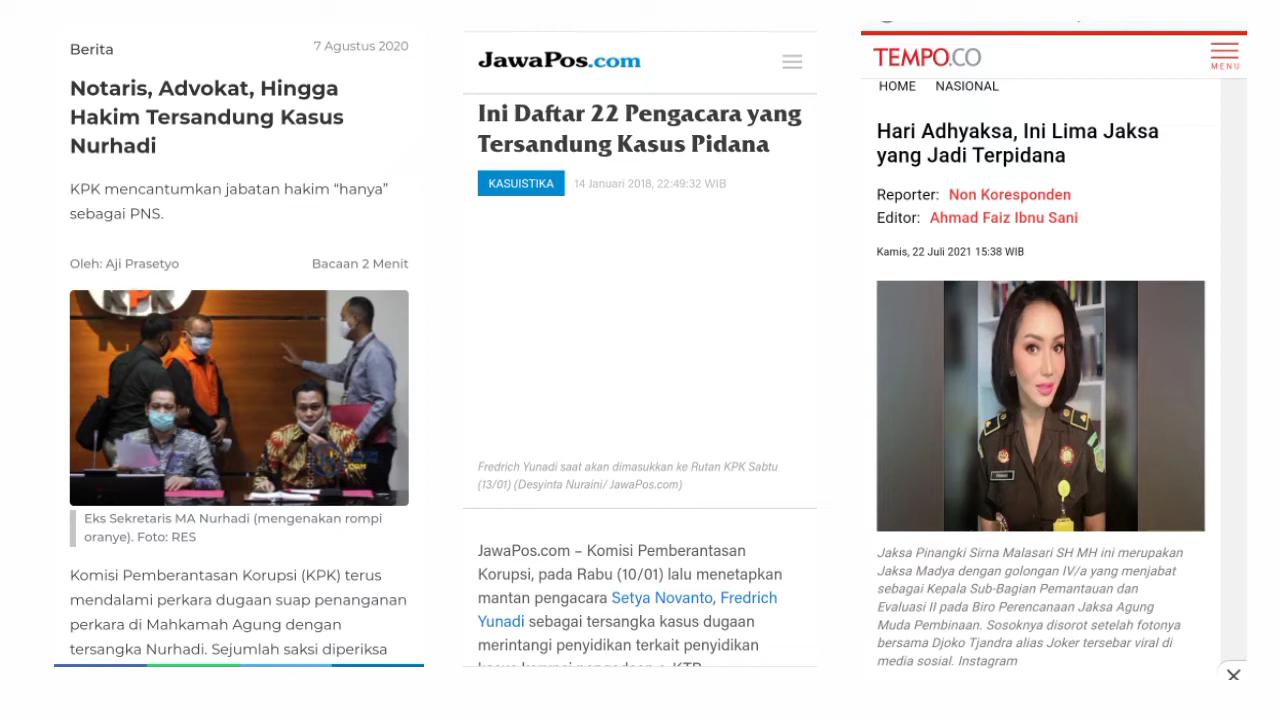 Berita
7 Agustus 2020
Notaris, Advokat, Hingga
Hakim Tersandung Kasus
Nurhadi
KPK mencantumkan jabatan hakim “hanya”
sebagai PNS.
Oleh: Aji Prasetyo
Bacaan 2 Menit
KPK
Eks Sekretaris MA Nurhadi (mengenakan rompi
oranye). Foto: RES
Komisi Pemberantasan Korupsi (KPK) terus
mendalami perkara dugaan suap penanganan
perkara di Mahkamah Agung dengan
tersangka Nurhadi. Sejumlah saksi diperiksa
JawaPos.com
Ini Daftar 22 Pengacara yang
Tersandung Kasus Pidana
KASUISTIKA
14 Januari 2018, 22:49:32 WIB
Fredrich Yunadi saat akan dimasukkan ke Rutan KPK Sabtu
(13/01) (Desyinta Nuraini/ JawaPos.com)
JawaPos.com – Komisi Pemberantasan
Korupsi, pada Rabu (10/01) lalu menetapkan
mantan pengacara Setya Novanto, Fredrich
Yunadi sebagai tersangka kasus dugaan
merintangi penyidikan terkait penyidikan
kasus korupsi pengadaan e-KTP
TEMPO.CO
MENU
HOME NASIONAL
Hari Adhyaksa, Ini Lima Jaksa
yang Jadi Terpidana
Reporter: Non Koresponden
Editor: Ahmad Faiz Ibnu Sani
Kamis, 22 Juli 2021 15:38 WIB
Jaksa Pinangki Sirna Malasari SH MH ini merupakan
Jaksa Madya dengan golongan IV/a yang menjabat
sebagai Kepala Sub-Bagian Pemantauan dan
Evaluasi II pada Biro Perencanaan Jaksa Agung
Muda Pembinaan. Sosoknya disorot setelah fotonya
bersama Djoko Tjandra alias Joker tersebar viral di
media sosial. Instagram